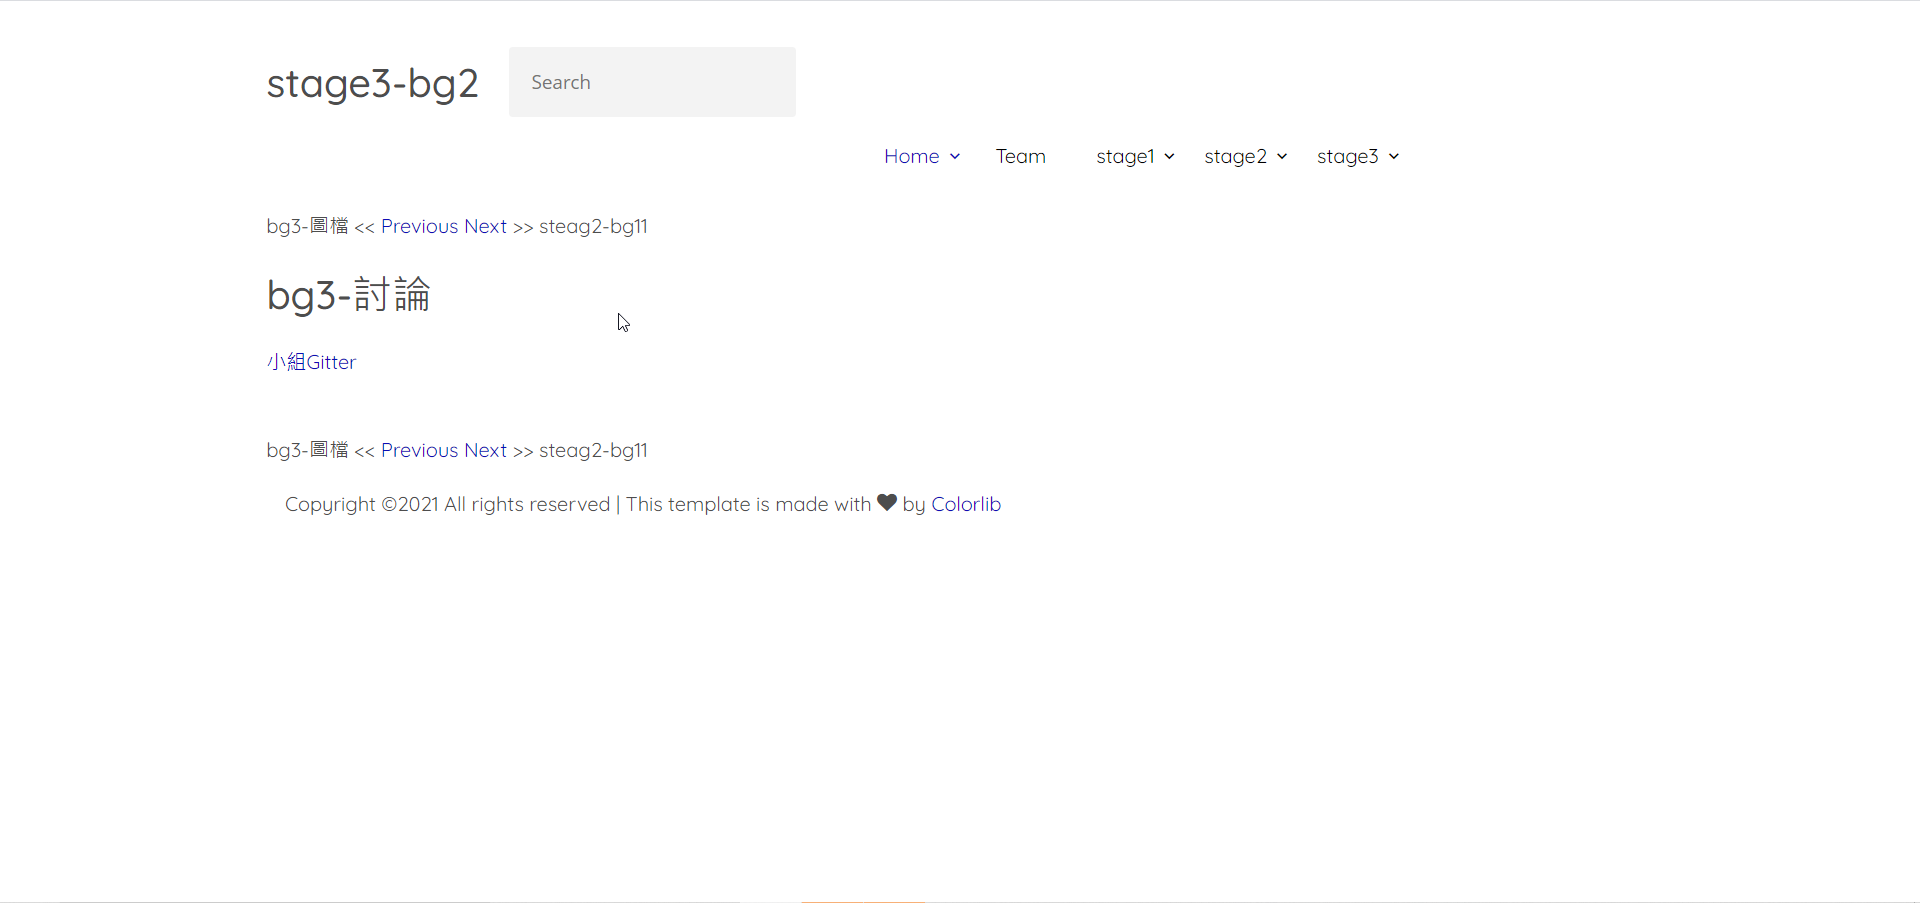 stage3-bg2
Search
Home Team stage1 stage2 stage3
bg3-圖檔 << Previous Next >> steag2-bg11
bg3-討論
小組Gitter
bg3-圖檔 << Previous Next >> steag2-bg11
Copyright ©2021 All rights reserved | This template is made with ♥ by Colorlib